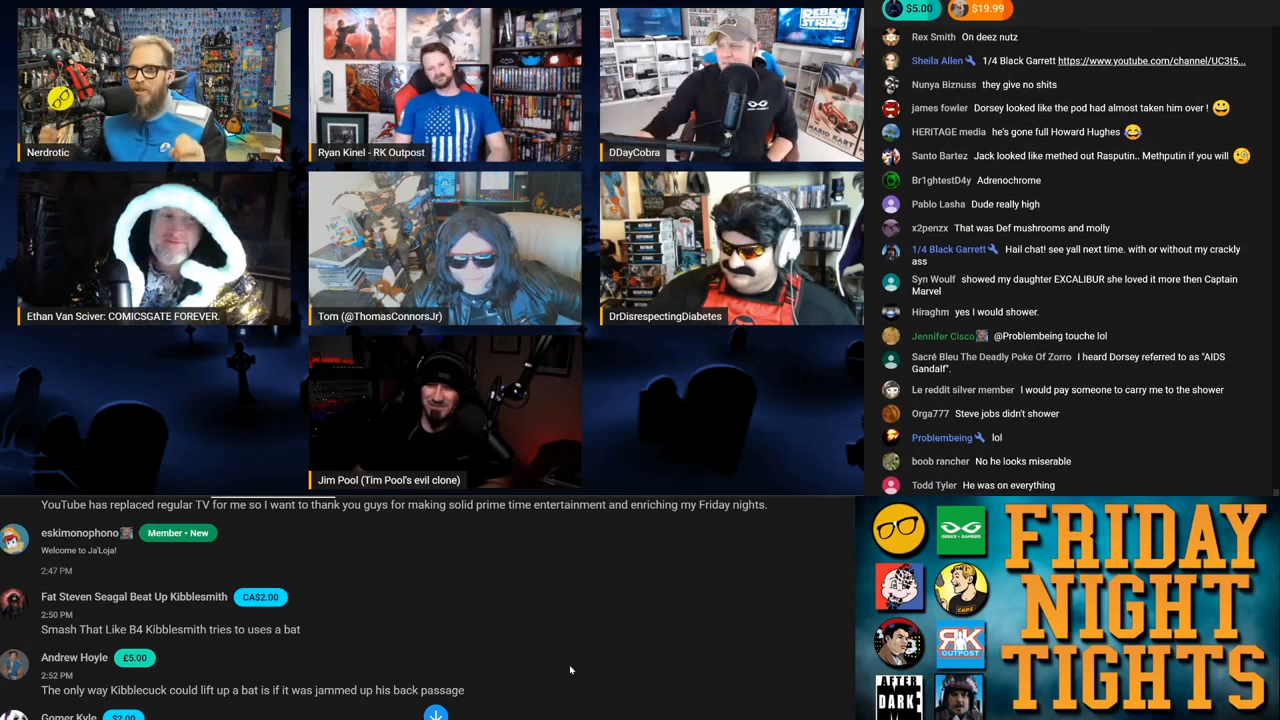 $5.00
$19.99
REBEL
STRIKE
MARIO KART
Nerdrotic
Ryan Kinel - RK Outpost
DDayCobra
Ethan Van Sciver: COMICSGATE FOREVER.
Tom (@ThomasConnorsJr)
DrDisrespectingDiabetes
Jim Pool (Tim Pool's evil clone)
Rex Smith On deez nutz
Sheila Allen 1/4 Black Garrett https://www.youtube.com/channel/UC3t5...
Nunya Biznuss they give no shits
james fowler Dorsey looked like the pod had almost taken him over ! 😀
HERITAGE media he's gone full Howard Hughes 😂
Santo Bartez Jack looked like methed out Rasputin.. Methputin if you will 🧐
Br1ghtestD4y Adrenochrome
Pablo Lasha Dude really high
x2penzx That was Def mushrooms and molly
1/4 Black Garrett Hail chat! see yall next time. with or without my crackly
ass
Syn Woulf showed my daughter EXCALIBUR she loved it more then Captain
Marvel
Hiraghm yes I would shower.
Jennifer Cisco @Problembeing touche lol
Sacré Bleu The Deadly Poke Of Zorro I heard Dorsey referred to as "AIDS
Gandalf".
Le reddit silver member I would pay someone to carry me to the shower
Orga777 Steve jobs didn't shower
Problembeing lol
boob rancher No he looks miserable
Todd Tyler He was on everything
YouTube has replaced regular TV for me so I want to thank you guys for making solid prime time entertainment and enriching my Friday nights.
eskimonophono Member • New
Welcome to Ja'Loja!
2:47 PM
Fat Steven Seagal Beat Up Kibblesmith CA$2.00
2:50 PM
Smash That Like B4 Kibblesmith tries to uses a bat
Andrew Hoyle £5.00
2:52 PM
The only way Kibblecuck could lift up a bat is if it was jammed up his back passage
Gomer Kyle $2.00
GEEKS + GAMERS
CAPS
RK
OUTPOST
AFTER
DARK
FRIDAY
NIGHT
TIGHTS